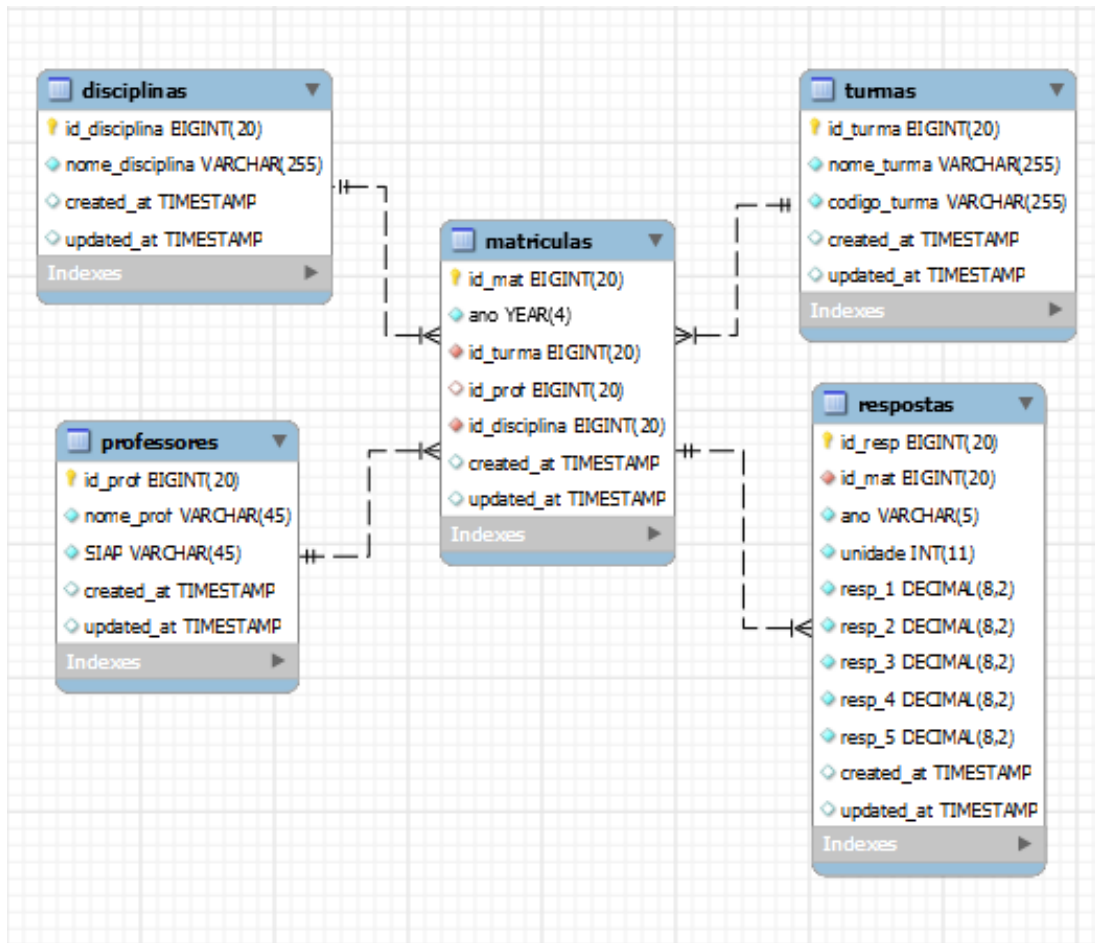 disciplinas
id_disciplina BIGINT(20)
nome_disciplina VARCHAR(255)
created_at TIMESTAMP
updated_at TIMESTAMP
Indexes
turmas
id_turma BIGINT(20)
nome_turma VARCHAR(255)
codigo_turma VARCHAR(255)
created_at TIMESTAMP
updated_at TIMESTAMP
Indexes
matriculas
id_mat BIGINT(20)
ano YEAR(4)
id_turma BIGINT(20)
id_prof BIGINT(20)
id_disciplina BIGINT(20)
created_at TIMESTAMP
updated_at TIMESTAMP
Indexes
professores
id_prof BIGINT(20)
nome_prof VARCHAR(45)
SIAP VARCHAR(45)
created_at TIMESTAMP
updated_at TIMESTAMP
Indexes
respostas
id_resp BIGINT(20)
id_mat BIGINT(20)
ano VARCHAR(5)
unidade INT(11)
resp_1 DECIMAL(8,2)
resp_2 DECIMAL(8,2)
resp_3 DECIMAL(8,2)
resp_4 DECIMAL(8,2)
resp_5 DECIMAL(8,2)
created_at TIMESTAMP
updated_at TIMESTAMP
Indexes